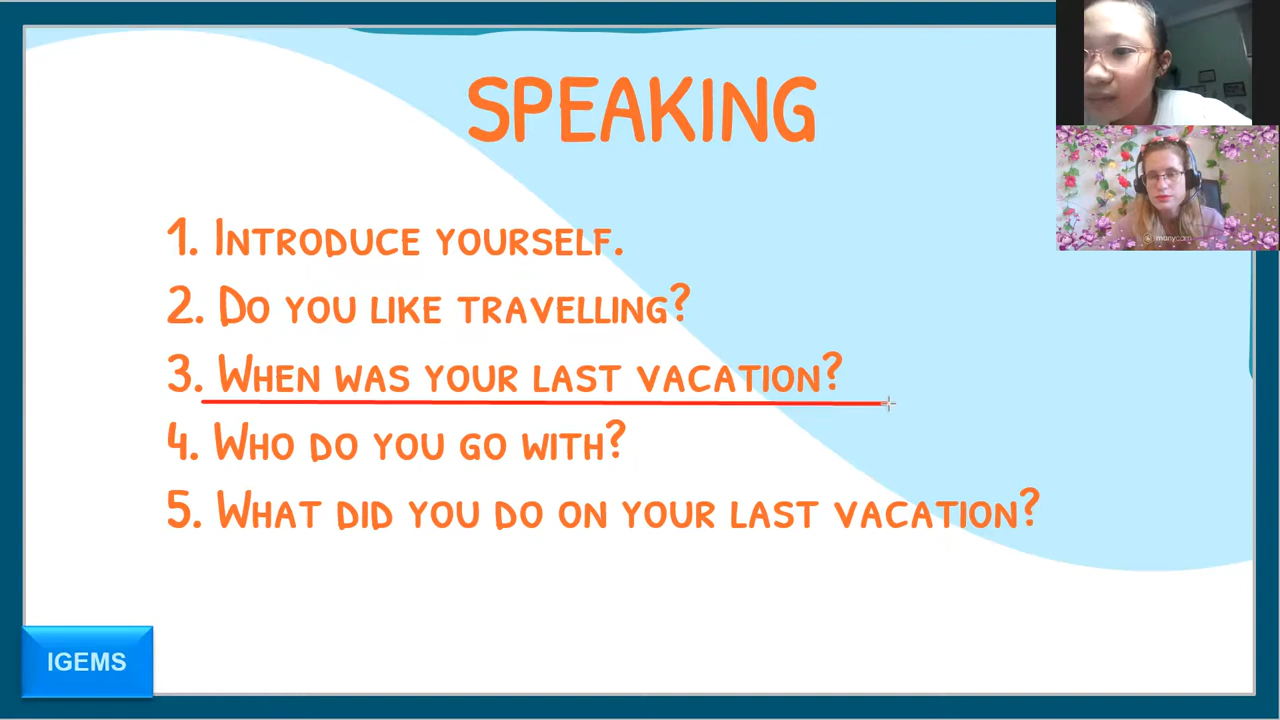 SPEAKING
1. INTRODUCE YOURSELF.
2. DO YOU LIKE TRAVELLING?
3. WHEN WAS YOUR LAST VACATION?
4. WHO DO YOU GO WITH?
5. WHAT DID YOU DO ON YOUR LAST VACATION?
IGEMS
manycam